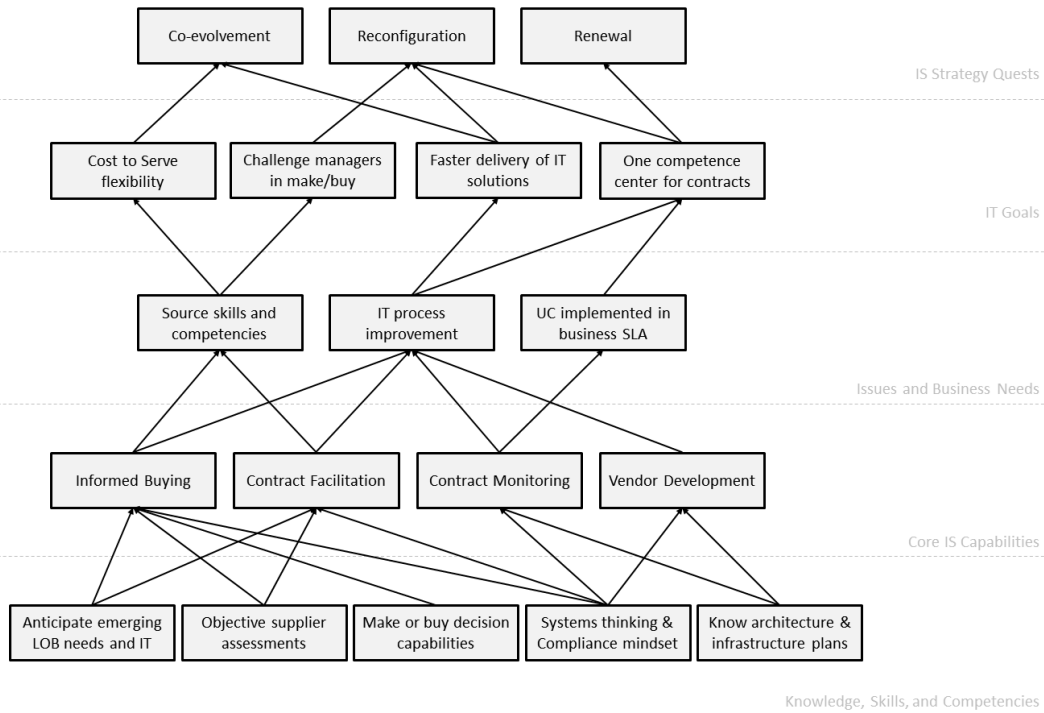 Co-evolvement
Reconfiguration
Renewal
IS Strategy Quests
Cost to Serve
flexibility
Challenge managers
in make/buy
Faster delivery of IT
solutions
One competence
center for contracts
IT Goals
Source skills and
competencies
IT process
improvement
UC implemented in
business SLA
Issues and Business Needs
Informed Buying
Contract Facilitation
Contract Monitoring
Vendor Development
Core IS Capabilities
Anticipate emerging
LOB needs and IT
Objective supplier
assessments
Make or buy decision
capabilities
Systems thinking &
Compliance mindset
Know architecture &
infrastructure plans
Knowledge, Skills, and Competencies